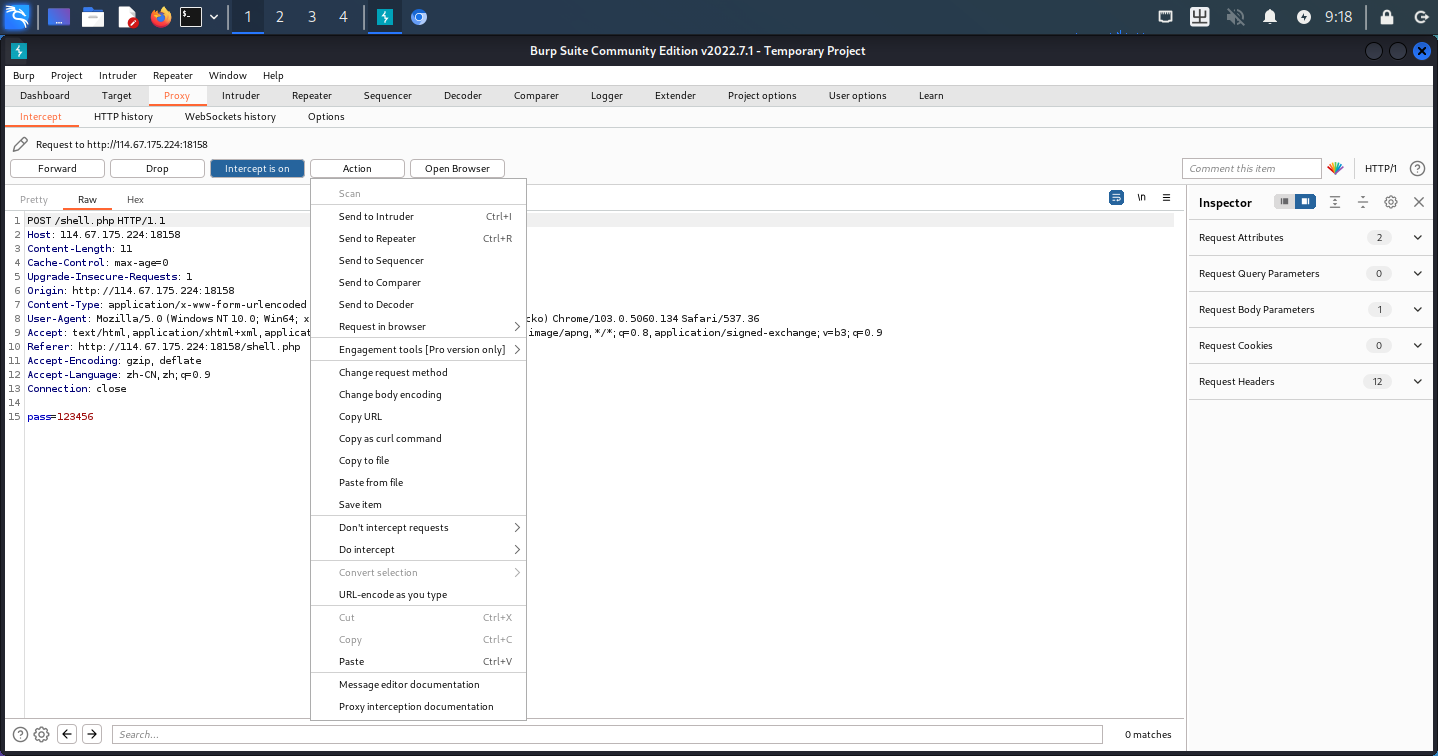 1 2 3 4 9:18
Burp Suite Community Edition v2022.7.1 - Temporary Project
Burp Project Intruder Repeater Window Help
Dashboard Target Proxy Intruder Repeater Sequencer Decoder Comparer Logger Extender Project options User options Learn
Intercept HTTP history WebSockets history Options
Request to http://114.67.175.224:18158
Forward Drop Intercept is on Action Open Browser Comment this item HTTP/1 ?
Pretty Raw Hex \n
Inspector
1 POST /shell.php HTTP/1.1
2 Host: 114.67.175.224:18158
3 Content-Length: 11
4 Cache-Control: max-age=0
5 Upgrade-Insecure-Requests: 1
6 Origin: http://114.67.175.224:18158
7 Content-Type: application/x-www-form-urlencoded
8 User-Agent: Mozilla/5.0 (Windows NT 10.0; Win64; x cko) Chrome/103.0.5060.134 Safari/537.36
9 Accept: text/html,application/xhtml+xml,applicat image/apng,*/*;q=0.8,application/signed-exchange;v=b3;q=0.9
10 Referer: http://114.67.175.224:18158/shell.php
11 Accept-Encoding: gzip, deflate
12 Accept-Language: zh-CN,zh;q=0.9
13 Connection: close
14
15 pass=123456
Scan
Send to Intruder Ctrl+I
Send to Repeater Ctrl+R
Send to Sequencer
Send to Comparer
Send to Decoder
Request in browser
Engagement tools [Pro version only]
Change request method
Change body encoding
Copy URL
Copy as curl command
Copy to file
Paste from file
Save item
Don't intercept requests
Do intercept
Convert selection
URL-encode as you type
Cut Ctrl+X
Copy Ctrl+C
Paste Ctrl+V
Message editor documentation
Proxy interception documentation
Request Attributes 2
Request Query Parameters 0
Request Body Parameters 1
Request Cookies 0
Request Headers 12
? Search... 0 matches